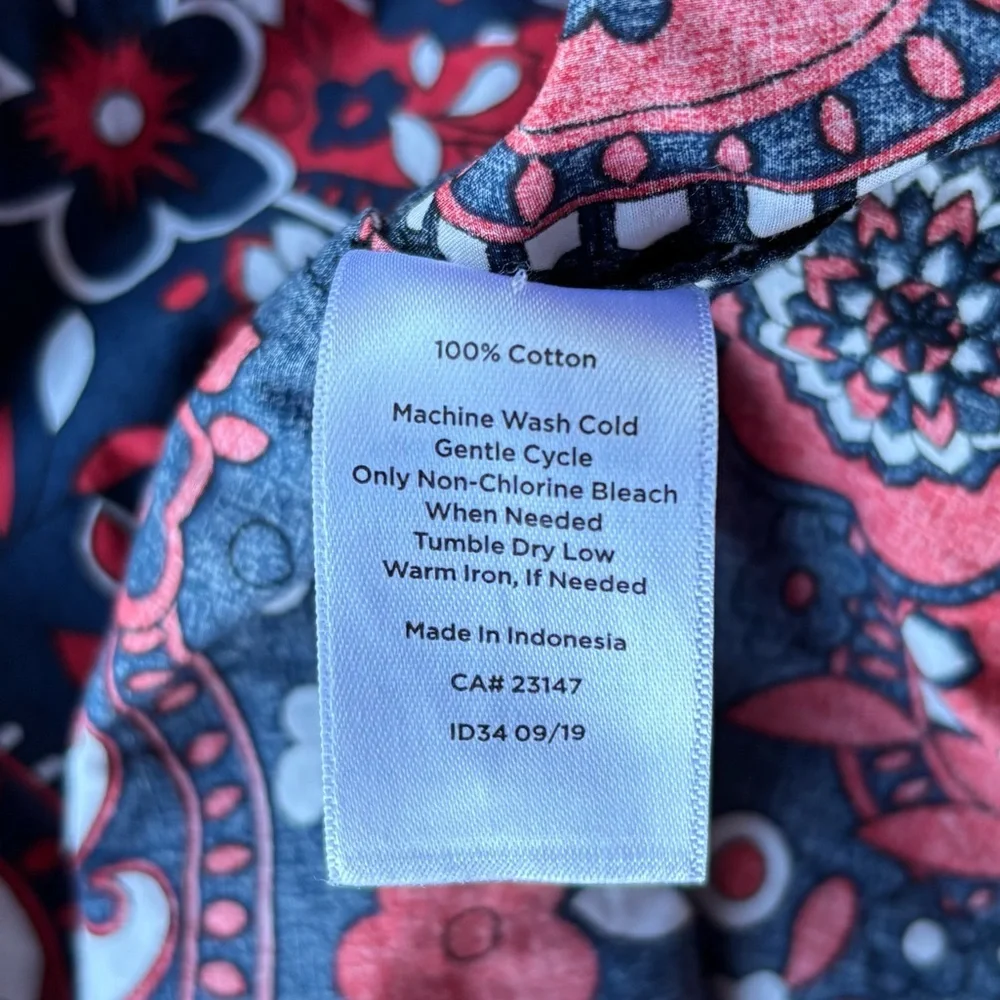 100% Cotton
Machine Wash Cold
Gentle Cycle
Only Non-Chlorine Bleach
When Needed
Tumble Dry Low
Warm Iron, If Needed
Made In Indonesia
CA# 23147
ID34 09/19